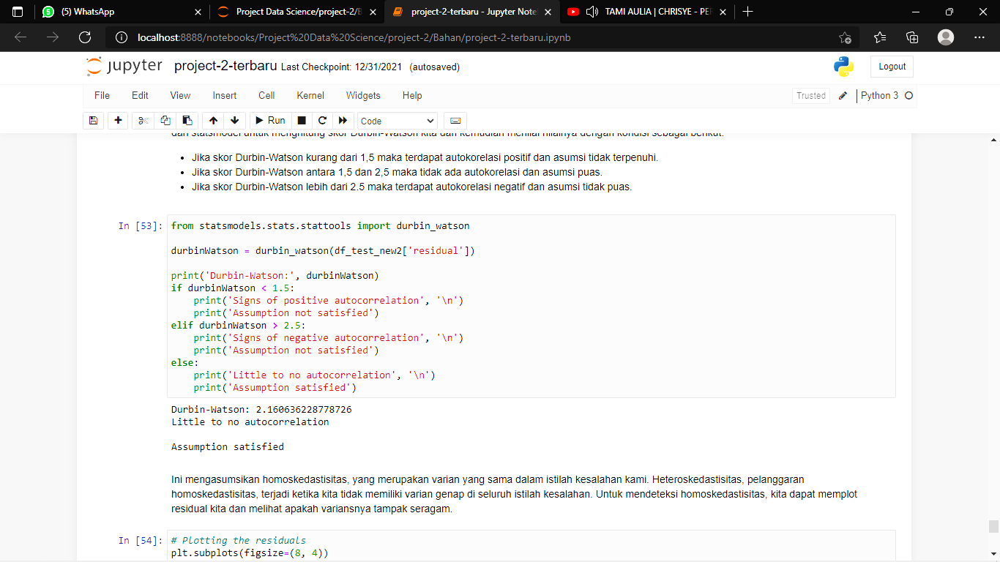 (5) WhatsApp
Project Data Science/project-2/B
project-2-terbaru - Jupyter Note
TAMI AULIA | CHRISYE - PE
localhost:8888/notebooks/Project%20Data%20Science/project-2/Bahan/project-2-terbaru.ipynb
jupyter project-2-terbaru Last Checkpoint: 12/31/2021 (autosaved)
Logout
File Edit View Insert Cell Kernel Widgets Help
Trusted
Python 3
Run
Code
dari statsmodel untuk menghitung skor Durbin-Watson kita dan kemudian menilai nilainya dengan kondisi sebagai berikut:
• Jika skor Durbin-Watson kurang dari 1,5 maka terdapat autokorelasi positif dan asumsi tidak terpenuhi.
• Jika skor Durbin-Watson antara 1,5 dan 2,5 maka tidak ada autokorelasi dan asumsi puas.
• Jika skor Durbin-Watson lebih dari 2.5 maka terdapat autokorelasi negatif dan asumsi tidak puas.
In [53]: from statsmodels.stats.stattools import durbin_watson
durbinWatson = durbin_watson(df_test_new2['residual'])
print('Durbin-Watson:', durbinWatson)
if durbinWatson < 1.5:
    print('Signs of positive autocorrelation', '\n')
    print('Assumption not satisfied')
elif durbinWatson > 2.5:
    print('Signs of negative autocorrelation', '\n')
    print('Assumption not satisfied')
else:
    print('Little to no autocorrelation', '\n')
    print('Assumption satisfied')
Durbin-Watson: 2.160636228778726
Little to no autocorrelation
Assumption satisfied
Ini mengasumsikan homoskedastisitas, yang merupakan varian yang sama dalam istilah kesalahan kami. Heteroskedastisitas, pelanggaran
homoskedastisitas, terjadi ketika kita tidak memiliki varian genap di seluruh istilah kesalahan. Untuk mendeteksi homoskedastisitas, kita dapat memplot
residual kita dan melihat apakah variansnya tampak seragam.
In [54]: # Plotting the residuals
plt.subplots(figsize=(8, 4))